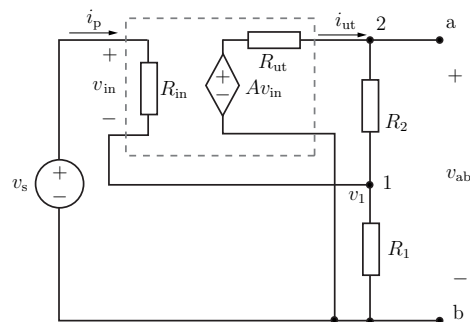 i_p
i_ut
2
a
+
v_in
−
R_in
+
−
Av_in
R_ut
R_2
+
v_s
+
−
v_1
1
v_ab
R_1
−
b